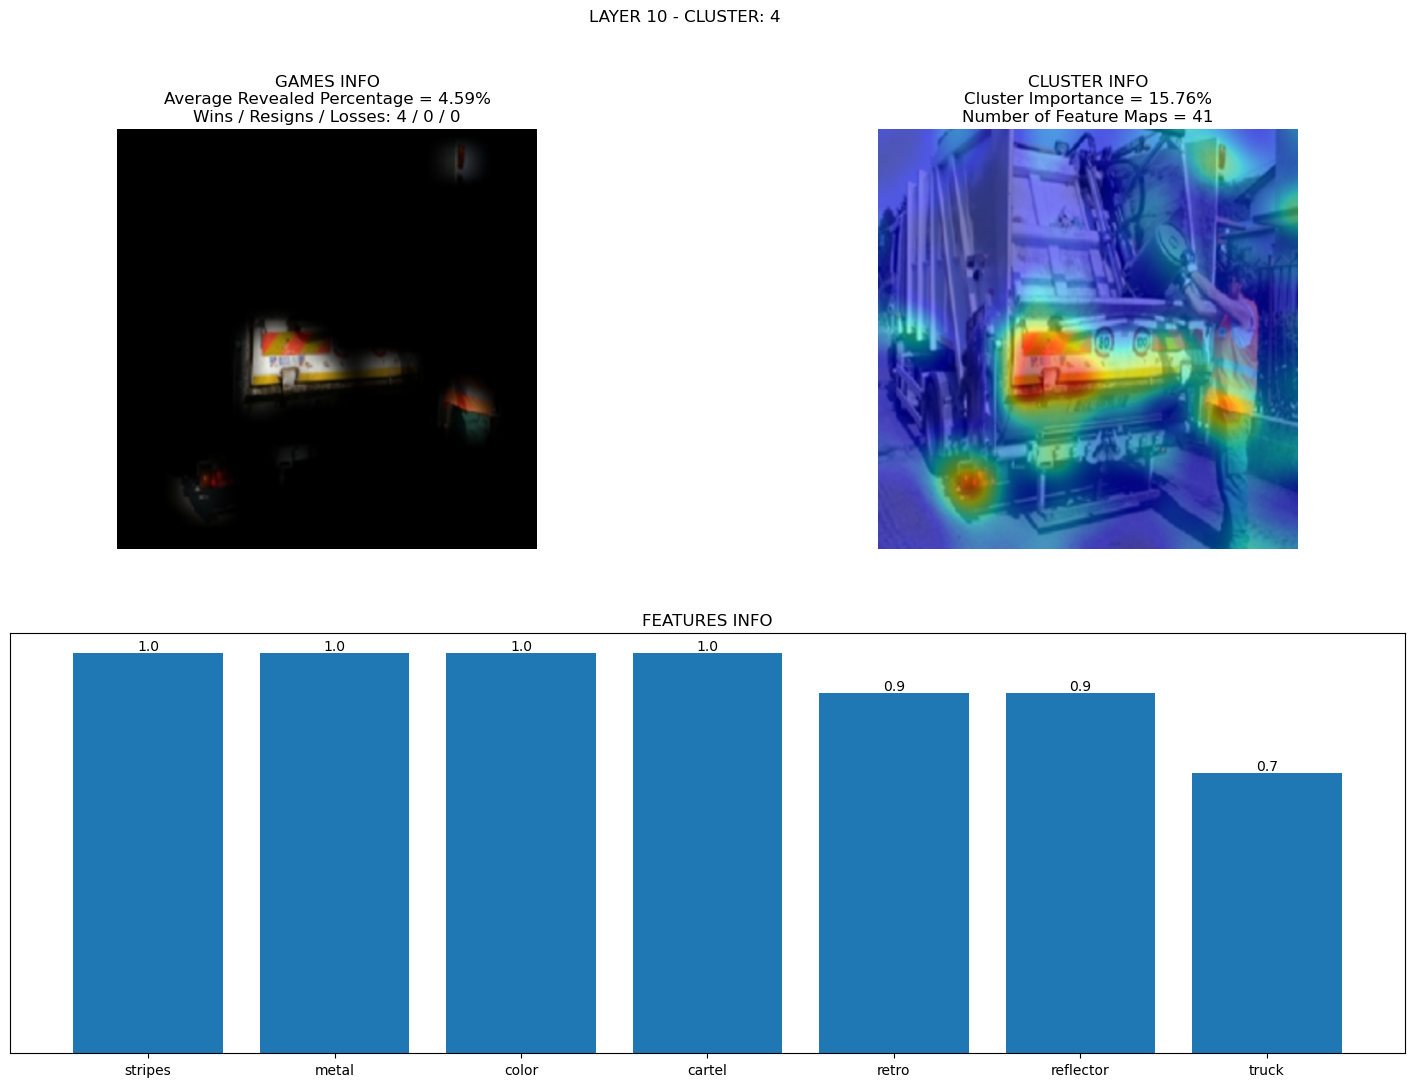 LAYER 10 - CLUSTER: 4
GAMES INFO
Average Revealed Percentage = 4.59%
Wins / Resigns / Losses: 4 / 0 / 0
CLUSTER INFO
Cluster Importance = 15.76%
Number of Feature Maps = 41
FEATURES INFO
1.0
1.0
1.0
1.0
0.9
0.9
0.7
stripes
metal
color
cartel
retro
reflector
truck